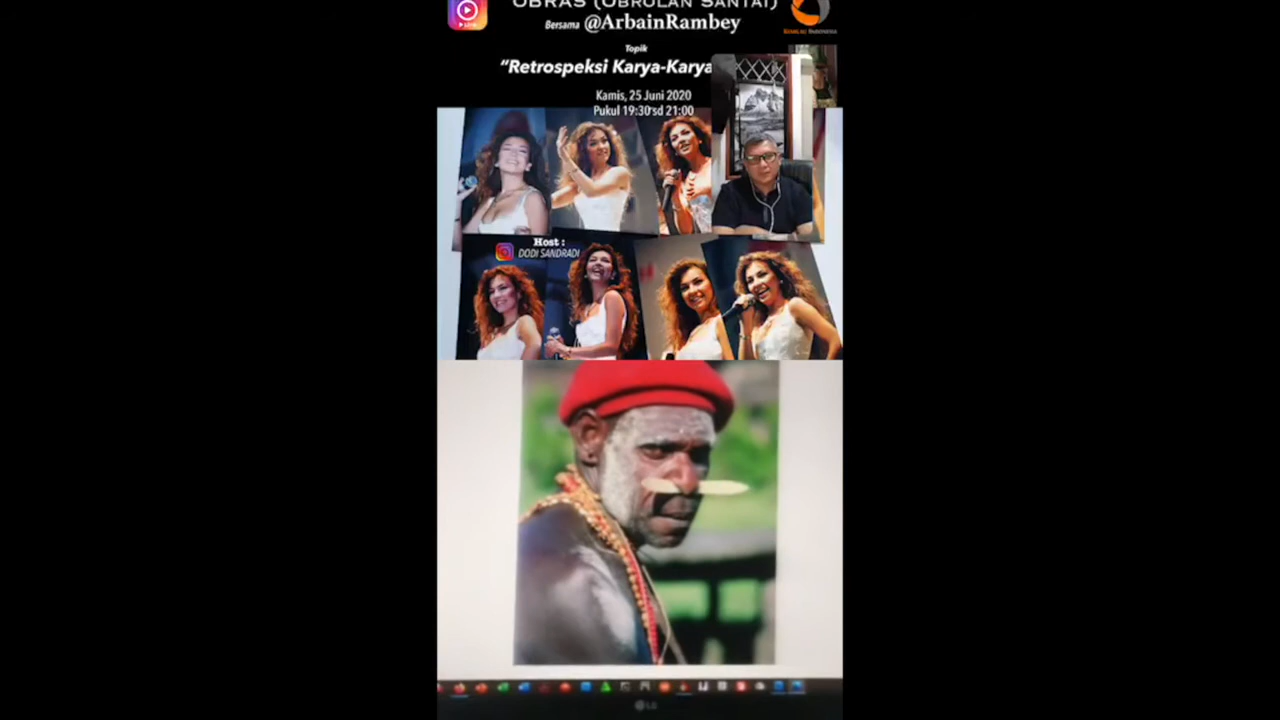 OBRAS (OBROLAN SANTAI)
Bersama @ArbainRambey
Topik
“Retrospeksi Karya-Karya
Kamis, 25 Juni 2020
Pukul 19:30 sd 21:00
Host :
DODI SANDRADI
LG